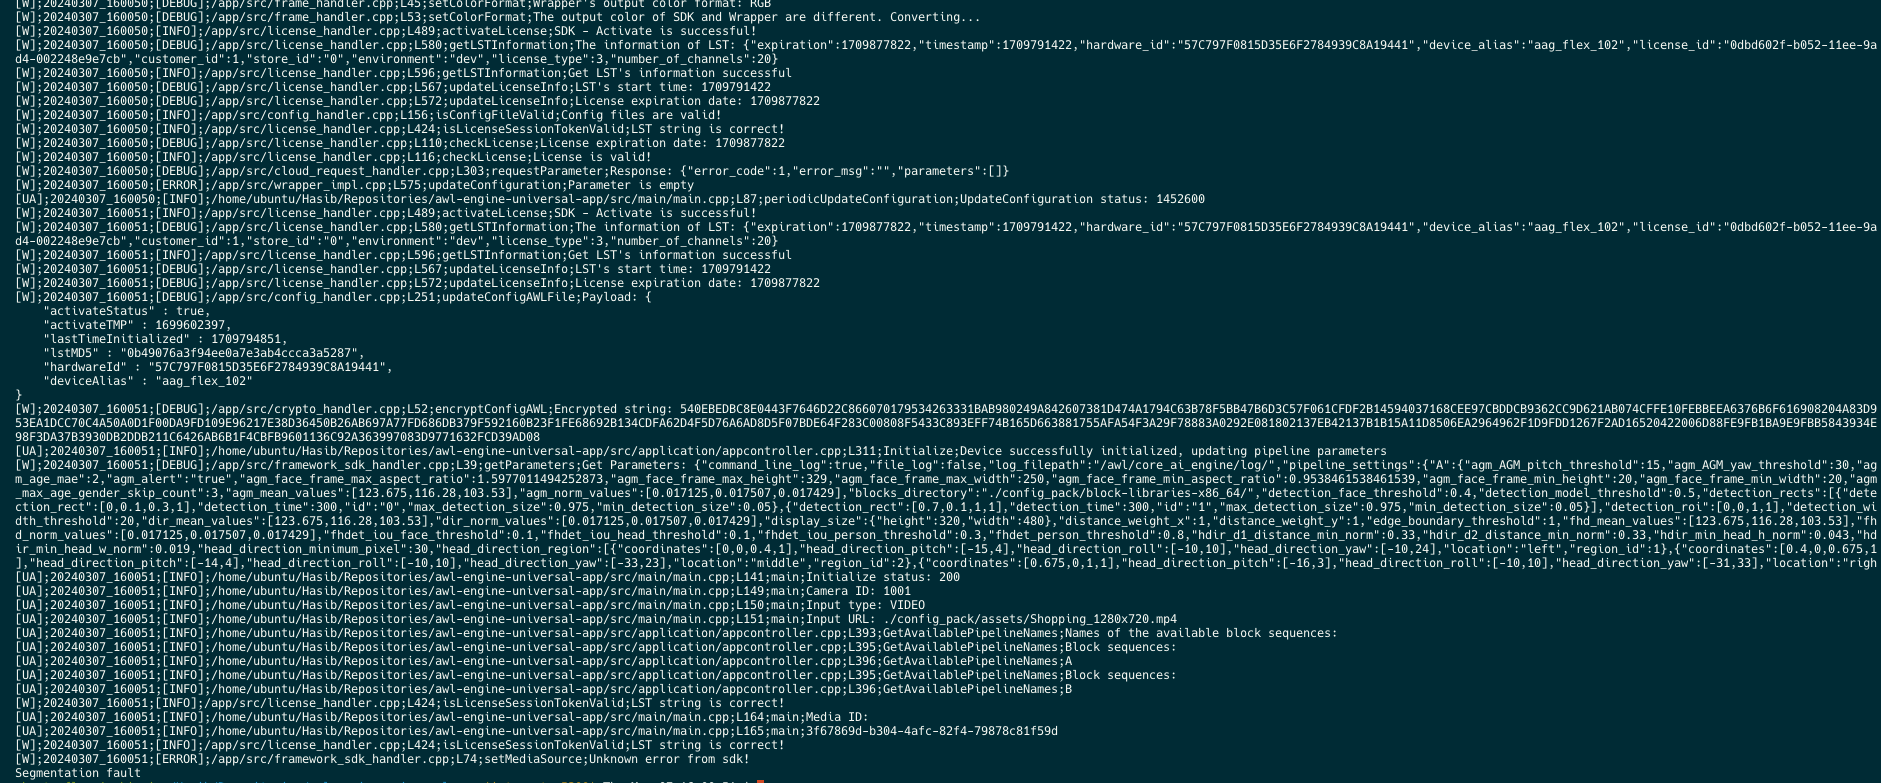 [W];20240307_160050;[DEBUG];/app/src/frame_handler.cpp;L45;setColorFormat;Wrapper's output color format: RGB
[W];20240307_160050;[DEBUG];/app/src/frame_handler.cpp;L53;setColorFormat;The output color of SDK and Wrapper are different. Converting...
[W];20240307_160050;[INFO];/app/src/license_handler.cpp;L489;activateLicense;SDK - Activate is successful!
[W];20240307_160050;[DEBUG];/app/src/license_handler.cpp;L580;getLSTInformation;The information of LST: {"expiration":1709877822,"timestamp":1709791422,"hardware_id":"57C797F0815D35E6F2784939C8A19441","device_alias":"aag_flex_102","license_id":"0dbd602f-b052-11ee-9a
d4-002248e9e7cb","customer_id":1,"store_id":"0","environment":"dev","license_type":3,"number_of_channels":20}
[W];20240307_160050;[INFO];/app/src/license_handler.cpp;L596;getLSTInformation;Get LST's information successful
[W];20240307_160050;[DEBUG];/app/src/license_handler.cpp;L567;updateLicenseInfo;LST's start time: 1709791422
[W];20240307_160050;[DEBUG];/app/src/license_handler.cpp;L572;updateLicenseInfo;License expiration date: 1709877822
[W];20240307_160050;[INFO];/app/src/config_handler.cpp;L156;isConfigFileValid;Config files are valid!
[W];20240307_160050;[INFO];/app/src/license_handler.cpp;L424;isLicenseSessionTokenValid;LST string is correct!
[W];20240307_160050;[DEBUG];/app/src/license_handler.cpp;L110;checkLicense;License expiration date: 1709877822
[W];20240307_160050;[INFO];/app/src/license_handler.cpp;L116;checkLicense;License is valid!
[W];20240307_160050;[DEBUG];/app/src/cloud_request_handler.cpp;L303;requestParameter;Response: {"error_code":1,"error_msg":"","parameters":[]}
[W];20240307_160050;[ERROR];/app/src/wrapper_impl.cpp;L575;updateConfiguration;Parameter is empty
[UA];20240307_160050;[INFO];/home/ubuntu/Hasib/Repositories/awl-engine-universal-app/src/main/main.cpp;L87;periodicUpdateConfiguration;UpdateConfiguration status: 1452600
[W];20240307_160051;[INFO];/app/src/license_handler.cpp;L489;activateLicense;SDK - Activate is successful!
[W];20240307_160051;[DEBUG];/app/src/license_handler.cpp;L580;getLSTInformation;The information of LST: {"expiration":1709877822,"timestamp":1709791422,"hardware_id":"57C797F0815D35E6F2784939C8A19441","device_alias":"aag_flex_102","license_id":"0dbd602f-b052-11ee-9a
d4-002248e9e7cb","customer_id":1,"store_id":"0","environment":"dev","license_type":3,"number_of_channels":20}
[W];20240307_160051;[INFO];/app/src/license_handler.cpp;L596;getLSTInformation;Get LST's information successful
[W];20240307_160051;[DEBUG];/app/src/license_handler.cpp;L567;updateLicenseInfo;LST's start time: 1709791422
[W];20240307_160051;[DEBUG];/app/src/license_handler.cpp;L572;updateLicenseInfo;License expiration date: 1709877822
[W];20240307_160051;[DEBUG];/app/src/config_handler.cpp;L251;updateConfigAWLFile;Payload: {
"activateStatus" : true,
"activateTMP" : 1699602397,
"lastTimeInitialized" : 1709794851,
"lstMD5" : "0b49076a3f94ee0a7e3ab4ccca3a5287",
"hardwareId" : "57C797F0815D35E6F2784939C8A19441",
"deviceAlias" : "aag_flex_102"
}
[W];20240307_160051;[DEBUG];/app/src/crypto_handler.cpp;L52;encryptConfigAWL;Encrypted string: 540EBEDBC8E0443F7646D22C866070179534263331BAB980249A842607381D474A1794C63B78F5BB47B6D3C57F061CFDF2B14594037168CEE97CBDDCB9362CC9D621AB074CFFE10FEBBEEA6376B6F616908204A83D9
53EA1DCC70C4A50A0D1F00DA9FD109E96217E38D36450B26AB697A77FD686DB379F592160B23F1FE68692B134CDFA62D4F5D76A6AD8D5F07BDE64F283C00808F5433C893EFF74B165D663881755AFA54F3A29F78883A0292E081802137EB42137B1B15A11D8506EA2964962F1D9FDD1267F2AD16520422006D88FE9FB1BA9E9FBB5843934E
98F3DA37B3930DB2DDB211C6426AB6B1F4CBFB9601136C92A363997083D9771632FCD39AD08
[UA];20240307_160051;[INFO];/home/ubuntu/Hasib/Repositories/awl-engine-universal-app/src/application/appcontroller.cpp;L311;Initialize;Device successfully initialized, updating pipeline parameters
[W];20240307_160051;[DEBUG];/app/src/framework_sdk_handler.cpp;L39;getParameters;Get Parameters: {"command_line_log":true,"file_log":false,"log_filepath":"/awl/core_ai_engine/log/","pipeline_settings":{"A":{"agm_AGM_pitch_threshold":15,"agm_AGM_yaw_threshold":30,"ag
m_age_mae":2,"agm_alert":"true","agm_face_frame_max_aspect_ratio":1.5977011494252873,"agm_face_frame_max_height":329,"agm_face_frame_max_width":250,"agm_face_frame_min_aspect_ratio":0.9538461538461539,"agm_face_frame_min_height":20,"agm_face_frame_min_width":20,"agm
_max_age_gender_skip_count":3,"agm_mean_values":[123.675,116.28,103.53],"agm_norm_values":[0.017125,0.017507,0.017429],"blocks_directory":"./config_pack/block-libraries-x86_64/","detection_face_threshold":0.4,"detection_model_threshold":0.5,"detection_rects":[{"dete
ction_rect":[0,0.1,0.3,1],"detection_time":300,"id":"0","max_detection_size":0.975,"min_detection_size":0.05},{"detection_rect":[0.7,0.1,1,1],"detection_time":300,"id":"1","max_detection_size":0.975,"min_detection_size":0.05}],"detection_roi":[0,0,1,1],"detection_wi
dth_threshold":20,"dir_mean_values":[123.675,116.28,103.53],"dir_norm_values":[0.017125,0.017507,0.017429],"display_size":{"height":320,"width":480},"distance_weight_x":1,"distance_weight_y":1,"edge_boundary_threshold":1,"fhd_mean_values":[123.675,116.28,103.53],"fh
d_norm_values":[0.017125,0.017507,0.017429],"fhdet_iou_face_threshold":0.1,"fhdet_iou_head_threshold":0.1,"fhdet_iou_person_threshold":0.3,"fhdet_person_threshold":0.8,"hdir_d1_distance_min_norm":0.33,"hdir_d2_distance_min_norm":0.33,"hdir_min_head_h_norm":0.043,"hd
ir_min_head_w_norm":0.019,"head_direction_minimum_pixel":30,"head_direction_region":[{"coordinates":[0,0,0.4,1],"head_direction_pitch":[-15,4],"head_direction_roll":[-10,10],"head_direction_yaw":[-10,24],"location":"left","region_id":1},{"coordinates":[0.4,0,0.675,1
],"head_direction_pitch":[-14,4],"head_direction_roll":[-10,10],"head_direction_yaw":[-33,23],"location":"middle","region_id":2},{"coordinates":[0.675,0,1,1],"head_direction_pitch":[-16,3],"head_direction_roll":[-10,10],"head_direction_yaw":[-31,33],"location":"righ
[UA];20240307_160051;[INFO];/home/ubuntu/Hasib/Repositories/awl-engine-universal-app/src/main/main.cpp;L141;main;Initialize status: 200
[UA];20240307_160051;[INFO];/home/ubuntu/Hasib/Repositories/awl-engine-universal-app/src/main/main.cpp;L149;main;Camera ID: 1001
[UA];20240307_160051;[INFO];/home/ubuntu/Hasib/Repositories/awl-engine-universal-app/src/main/main.cpp;L150;main;Input type: VIDEO
[UA];20240307_160051;[INFO];/home/ubuntu/Hasib/Repositories/awl-engine-universal-app/src/main/main.cpp;L151;main;Input URL: ./config_pack/assets/Shopping_1280x720.mp4
[UA];20240307_160051;[INFO];/home/ubuntu/Hasib/Repositories/awl-engine-universal-app/src/application/appcontroller.cpp;L393;GetAvailablePipelineNames;Names of the available block sequences:
[UA];20240307_160051;[INFO];/home/ubuntu/Hasib/Repositories/awl-engine-universal-app/src/application/appcontroller.cpp;L395;GetAvailablePipelineNames;Block sequences:
[UA];20240307_160051;[INFO];/home/ubuntu/Hasib/Repositories/awl-engine-universal-app/src/application/appcontroller.cpp;L396;GetAvailablePipelineNames;A
[UA];20240307_160051;[INFO];/home/ubuntu/Hasib/Repositories/awl-engine-universal-app/src/application/appcontroller.cpp;L395;GetAvailablePipelineNames;Block sequences:
[UA];20240307_160051;[INFO];/home/ubuntu/Hasib/Repositories/awl-engine-universal-app/src/application/appcontroller.cpp;L396;GetAvailablePipelineNames;B
[W];20240307_160051;[INFO];/app/src/license_handler.cpp;L424;isLicenseSessionTokenValid;LST string is correct!
[UA];20240307_160051;[INFO];/home/ubuntu/Hasib/Repositories/awl-engine-universal-app/src/main/main.cpp;L164;main;Media ID:
[UA];20240307_160051;[INFO];/home/ubuntu/Hasib/Repositories/awl-engine-universal-app/src/main/main.cpp;L165;main;3f67869d-b304-4afc-82f4-79878c81f59d
[W];20240307_160051;[INFO];/app/src/license_handler.cpp;L424;isLicenseSessionTokenValid;LST string is correct!
[W];20240307_160051;[ERROR];/app/src/framework_sdk_handler.cpp;L74;setMediaSource;Unknown error from sdk!
Segmentation fault